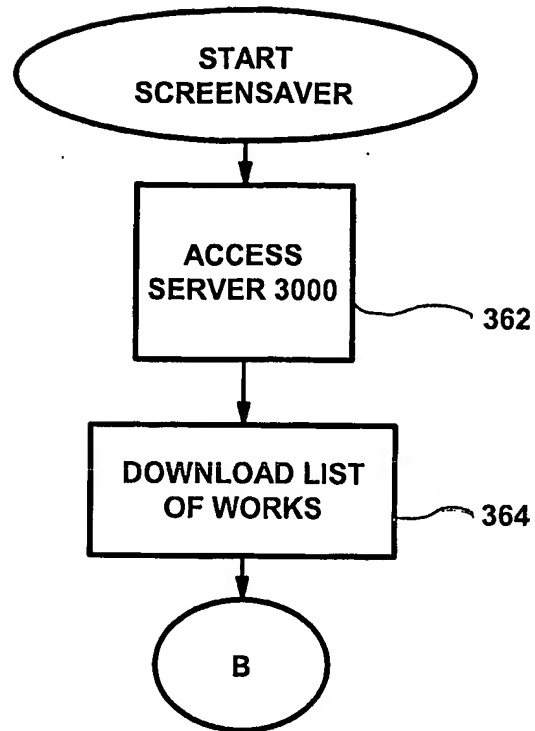 START
SCREENSAVER
ACCESS
SERVER 3000
362
DOWNLOAD LIST
OF WORKS
364
B